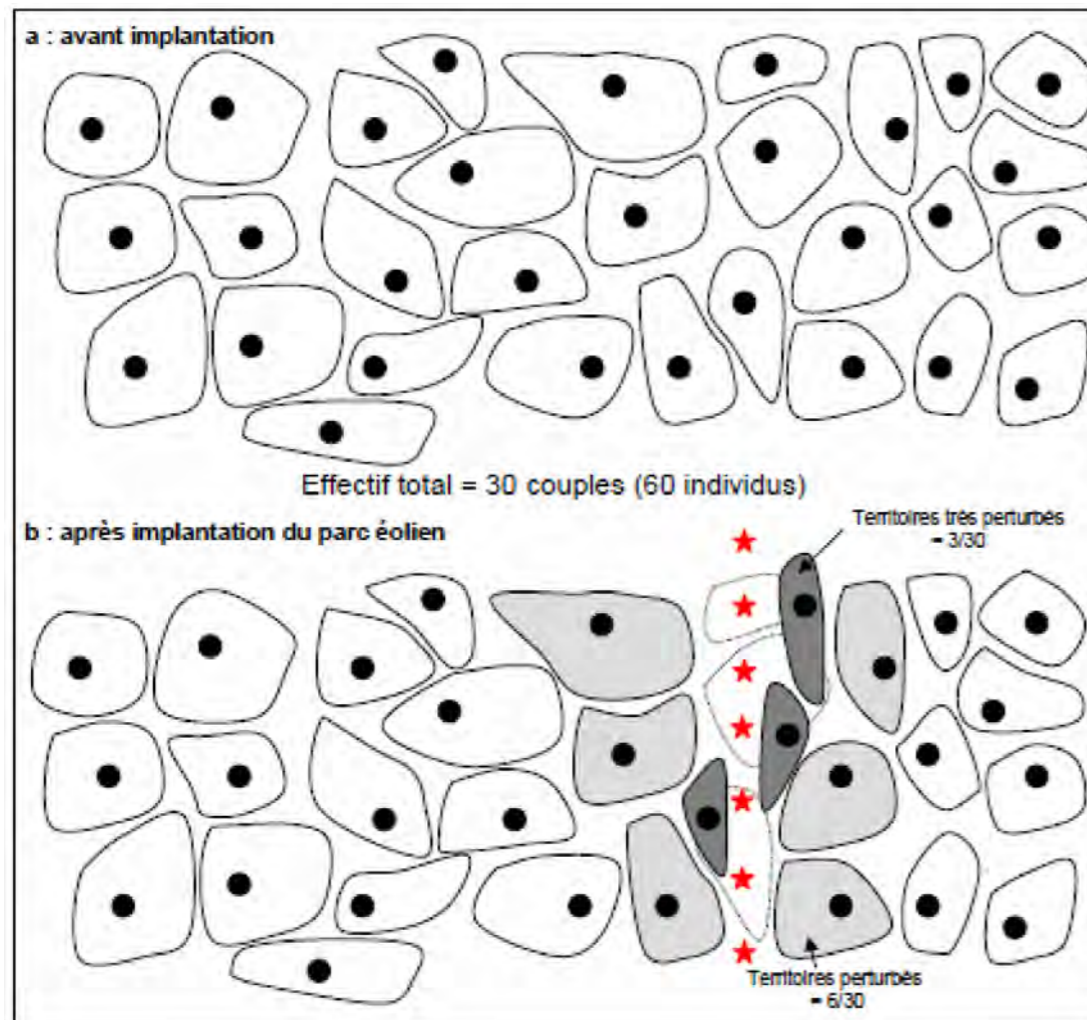 a : avant implantation
Effectif total = 30 couples (60 individus)
b : après implantation du parc éolien
Territoires très perturbés
= 3/30
Territoires perturbés
= 6/30